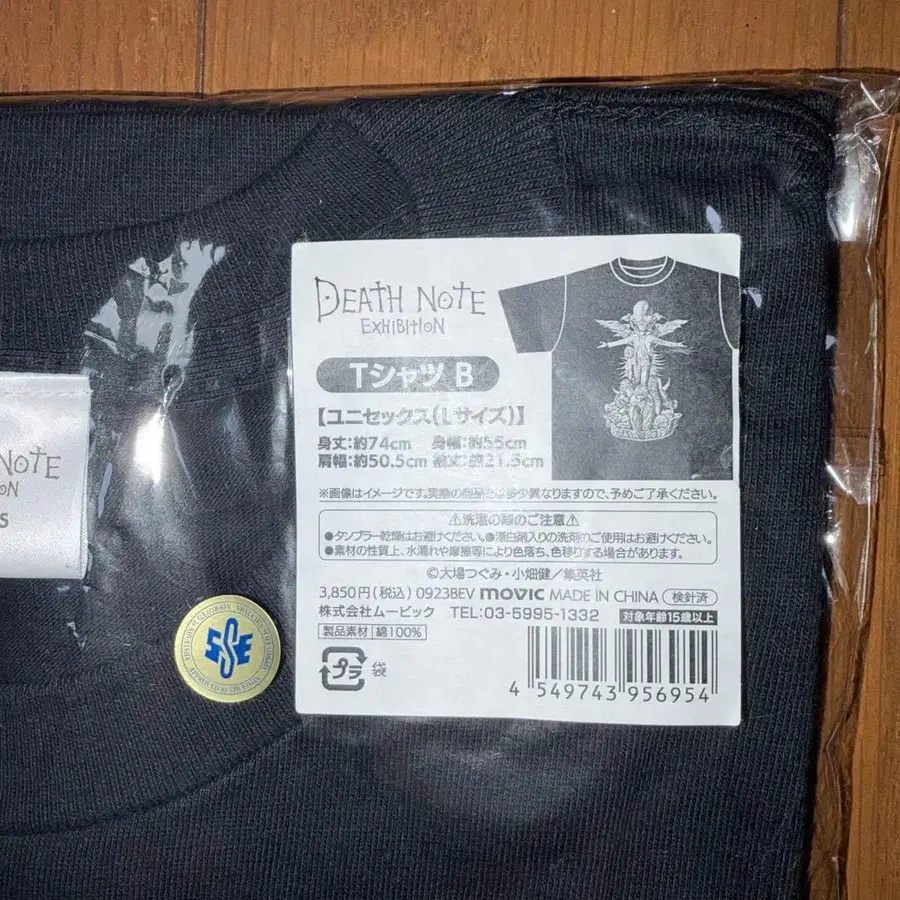 DEATH NOTE
EXHIBITION
Tシャツ B
【ユニセックス(Lサイズ)】
身丈:約74cm 身幅:約55cm
肩幅:約50.5cm 袖丈:約21.5cm
※画像はイメージです。実際の商品とは多少異なりますので、予めご了承ください。
⚠洗濯の際のご注意⚠
●タンブラー乾燥はお避けください。●漂白剤入りの洗剤のご使用はお避けください。
●素材の性質上、水濡れや摩擦等により色落ち、色移りする場合があります。
©大場つぐみ・小畑健/集英社
3,850円(税込) 0923BEV movic MADE IN CHINA 検針済
株式会社ムービック TEL:03-5995-1332 対象年齢15歳以上
製品素材 綿100%
プラ 袋
4 549743 956954
NOTE
ON
S